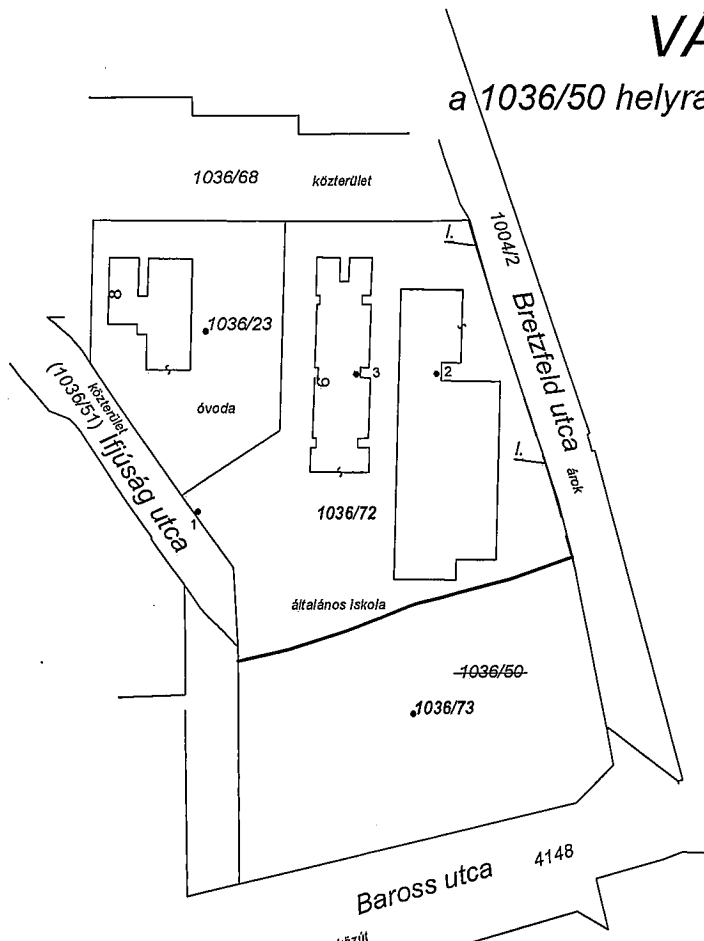 VÁ
a 1036/50 helyra
1036/68 közterület
1004/2
Bretzfeld utca
árok
I.
I.
8
1036/23
óvoda
3
2
közterület
(1036/51)
Ifjúság utca
1
1036/72
általános iskola
1036/50
1036/73
Baross utca 4148
közút